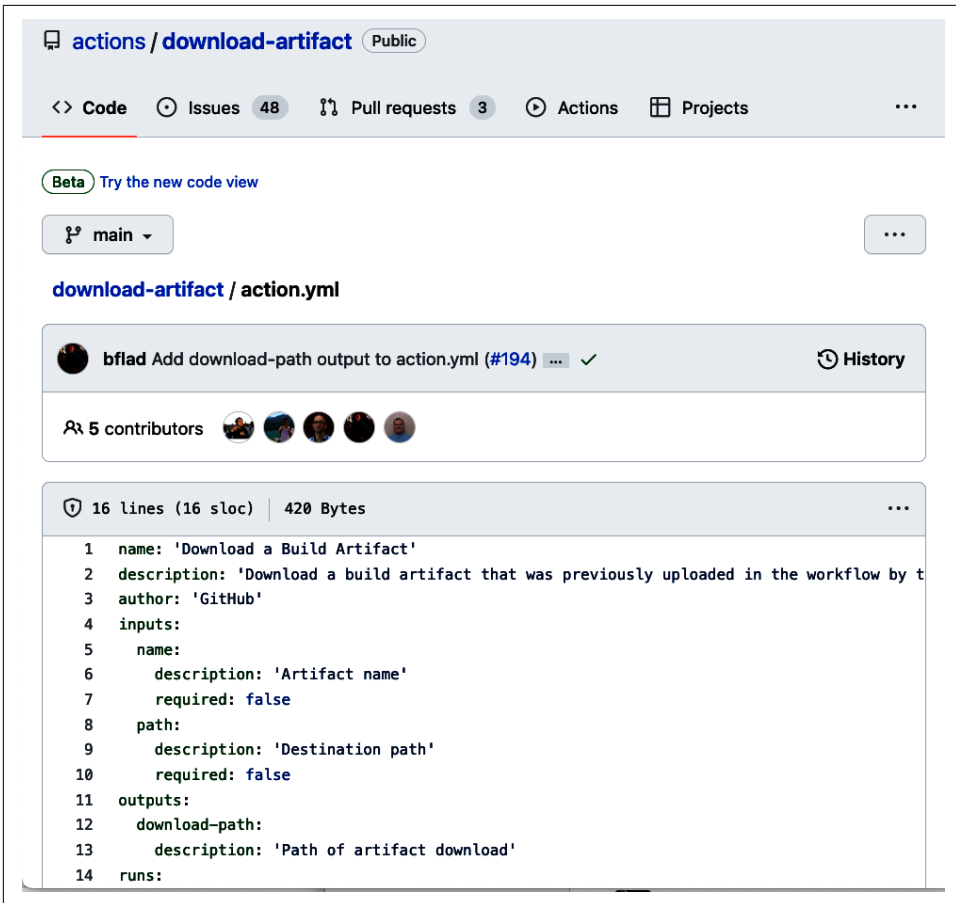 actions / download-artifact Public
Code Issues 48 Pull requests 3 Actions Projects ...
Beta Try the new code view
main ...
download-artifact / action.yml
bflad Add download-path output to action.yml (#194) ... History
5 contributors
16 lines (16 sloc) 420 Bytes ...
1 name: 'Download a Build Artifact'
2 description: 'Download a build artifact that was previously uploaded in the workflow by t
3 author: 'GitHub'
4 inputs:
5 name:
6 description: 'Artifact name'
7 required: false
8 path:
9 description: 'Destination path'
10 required: false
11 outputs:
12 download-path:
13 description: 'Path of artifact download'
14 runs: